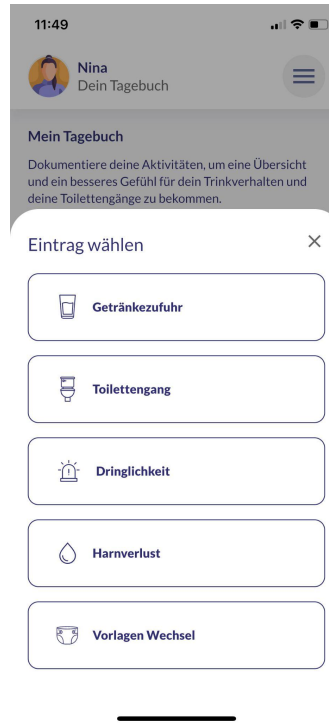 11:49
Nina
Dein Tagebuch
Mein Tagebuch
Dokumentiere deine Aktivitäten, um eine Übersicht
und ein besseres Gefühl für dein Trinkverhalten und
deine Toilettengänge zu bekommen.
Eintrag wählen
Getränkezufuhr
Toilettengang
Dringlichkeit
Harnverlust
Vorlagen Wechsel